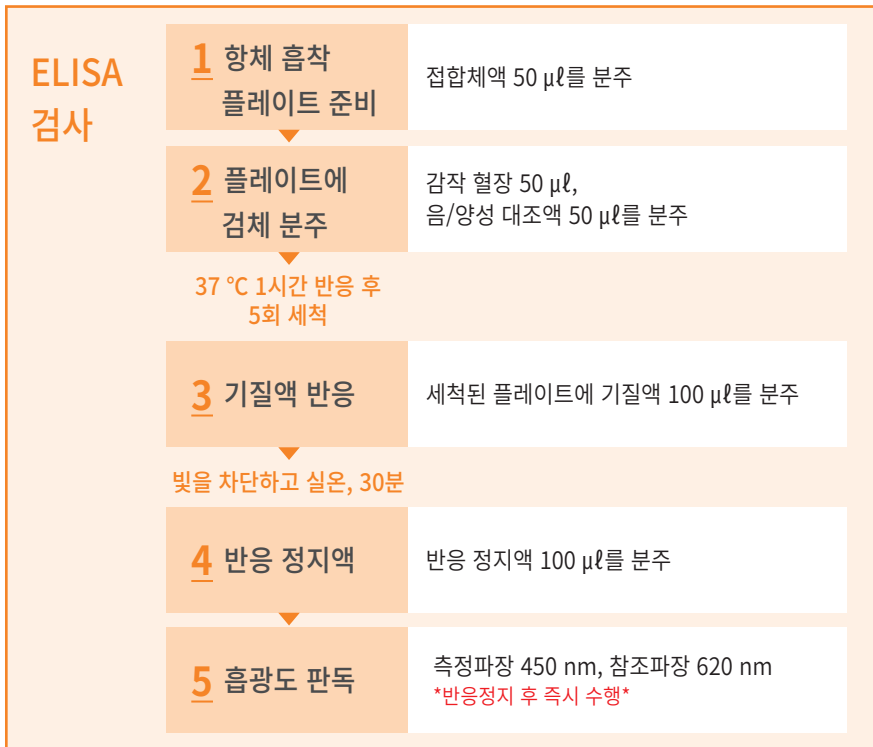 ELISA
검사
1 항체 흡착
플레이트 준비
접합체액 50 μℓ를 분주
2 플레이트에
검체 분주
감작 혈장 50 μℓ,
음/양성 대조액 50 μℓ를 분주
37 ℃ 1시간 반응 후
5회 세척
3 기질액 반응
세척된 플레이트에 기질액 100 μℓ를 분주
빛을 차단하고 실온, 30분
4 반응 정지액
반응 정지액 100 μℓ를 분주
5 흡광도 판독
측정파장 450 nm, 참조파장 620 nm
*반응정지 후 즉시 수행*